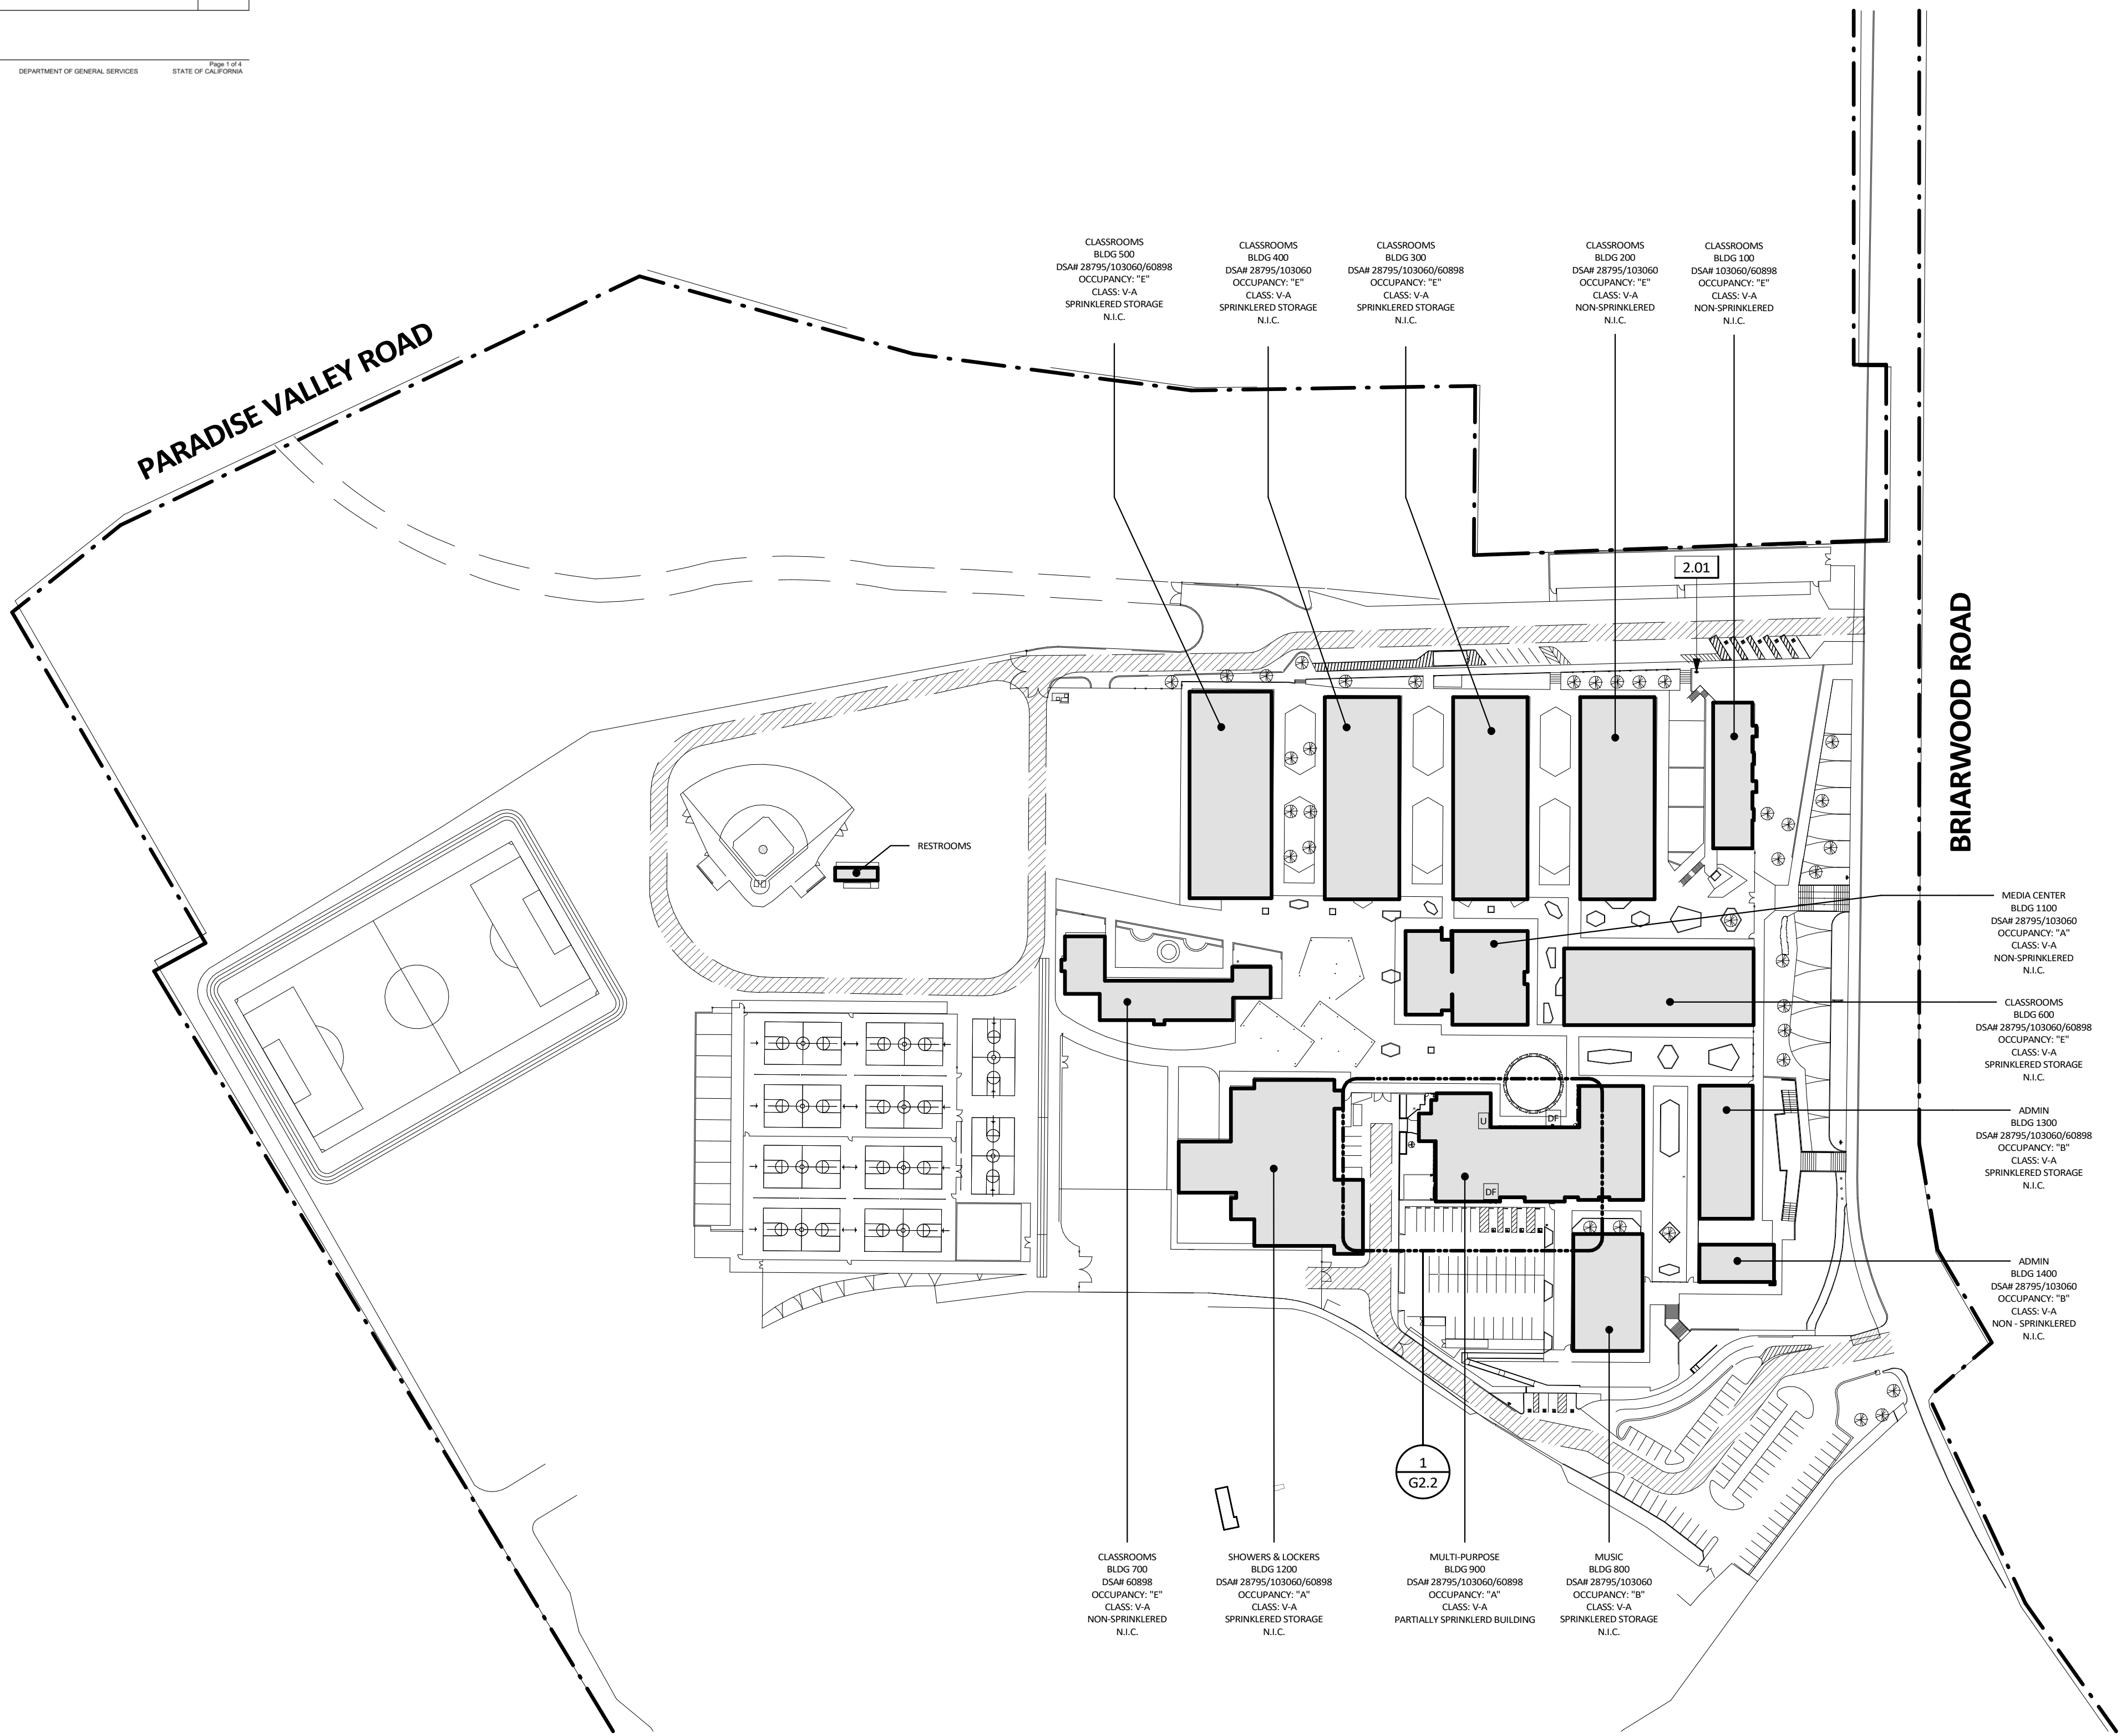 Page 1 of 4
DEPARTMENT OF GENERAL SERVICES
STATE OF CALIFORNIA
CLASSROOMS
BLDG 500
DSA# 28795/103060/60898
OCCUPANCY: "E"
CLASS: V-A
SPRINKLERED STORAGE
N.I.C.
CLASSROOMS
BLDG 400
DSA# 28795/103060
OCCUPANCY: "E"
CLASS: V-A
SPRINKLERED STORAGE
N.I.C.
CLASSROOMS
BLDG 300
DSA# 28795/103060/60898
OCCUPANCY: "E"
CLASS: V-A
SPRINKLERED STORAGE
N.I.C.
CLASSROOMS
BLDG 200
DSA# 28795/103060
OCCUPANCY: "E"
CLASS: V-A
NON-SPRINKLERED
N.I.C.
CLASSROOMS
BLDG 100
DSA# 103060/60898
OCCUPANCY: "E"
CLASS: V-A
NON-SPRINKLERED
N.I.C.
PARADISE VALLEY ROAD
2.01
BRIARWOOD ROAD
RESTROOMS
MEDIA CENTER
BLDG 1100
DSA# 28795/103060
OCCUPANCY: "A"
CLASS: V-A
NON-SPRINKLERED
N.I.C.
CLASSROOMS
BLDG 600
DSA# 28795/103060/60898
OCCUPANCY: "E"
CLASS: V-A
SPRINKLERED STORAGE
N.I.C.
U
DF
DF
ADMIN
BLDG 1300
DSA# 28795/103060/60898
OCCUPANCY: "B"
CLASS: V-A
SPRINKLERED STORAGE
N.I.C.
ADMIN
BLDG 1400
DSA# 28795/103060
OCCUPANCY: "B"
CLASS: V-A
NON - SPRINKLERED
N.I.C.
1
G2.2
CLASSROOMS
BLDG 700
DSA# 60898
OCCUPANCY: "E"
CLASS: V-A
NON-SPRINKLERED
N.I.C.
SHOWERS & LOCKERS
BLDG 1200
DSA# 28795/103060/60898
OCCUPANCY: "A"
CLASS: V-A
SPRINKLERED STORAGE
N.I.C.
MULTI-PURPOSE
BLDG 900
DSA# 28795/103060/60898
OCCUPANCY: "A"
CLASS: V-A
PARTIALLY SPRINKLERD BUILDING
MUSIC
BLDG 800
DSA# 28795/103060
OCCUPANCY: "B"
CLASS: V-A
SPRINKLERED STORAGE
N.I.C.